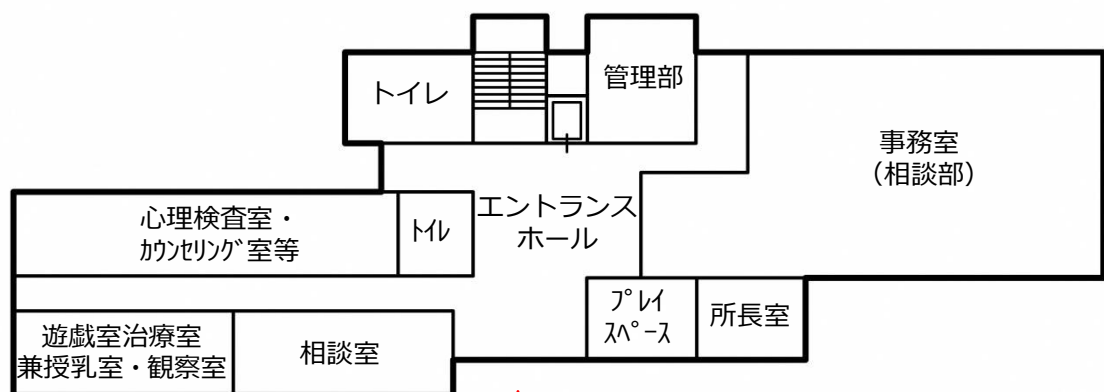 トイレ
管理部
事務室
（相談部）
心理検査室・
ｶｳﾝｾﾘﾝｸﾞ室等
ﾄｲﾚ
エントランス
ホール
ﾌﾟﾚｲ
ｽﾍﾟｰｽ
所長室
遊戯室治療室
兼授乳室・観察室
相談室